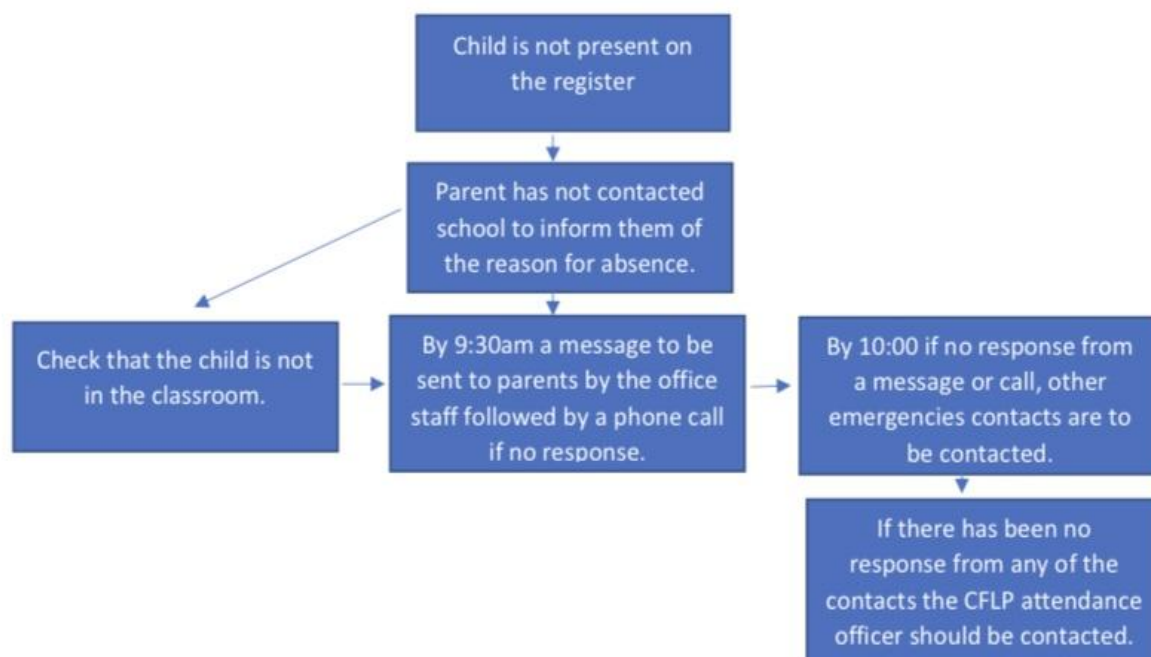 Child is not present on
the register
Parent has not contacted
school to inform them of
the reason for absence.
Check that the child is not
in the classroom.
By 9:30am a message to be
sent to parents by the office
staff followed by a phone call
if no response.
By 10:00 if no response from
a message or call, other
emergencies contacts are to
be contacted.
If there has been no
response from any of the
contacts the CFLP attendance
officer should be contacted.